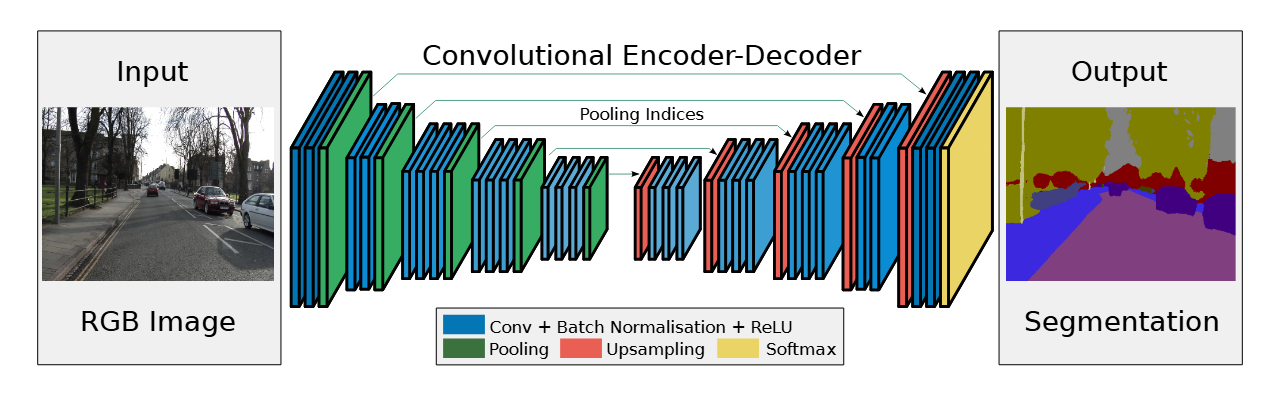 Input
RGB Image
Convolutional Encoder-Decoder
Pooling Indices
Conv + Batch Normalisation + ReLU
Pooling Upsampling Softmax
Output
Segmentation